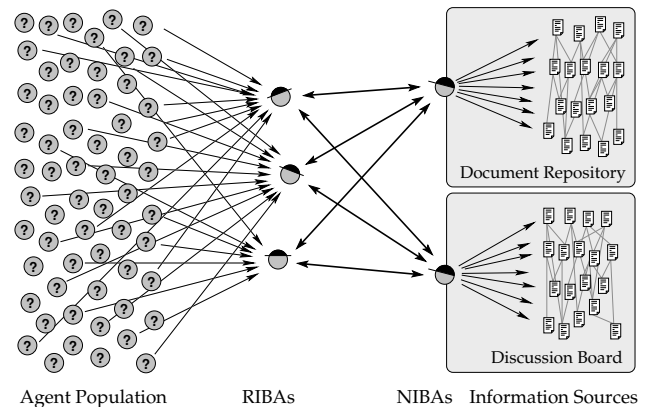 Document Repository
Discussion Board
Agent Population RIBAs NIBAs Information Sources